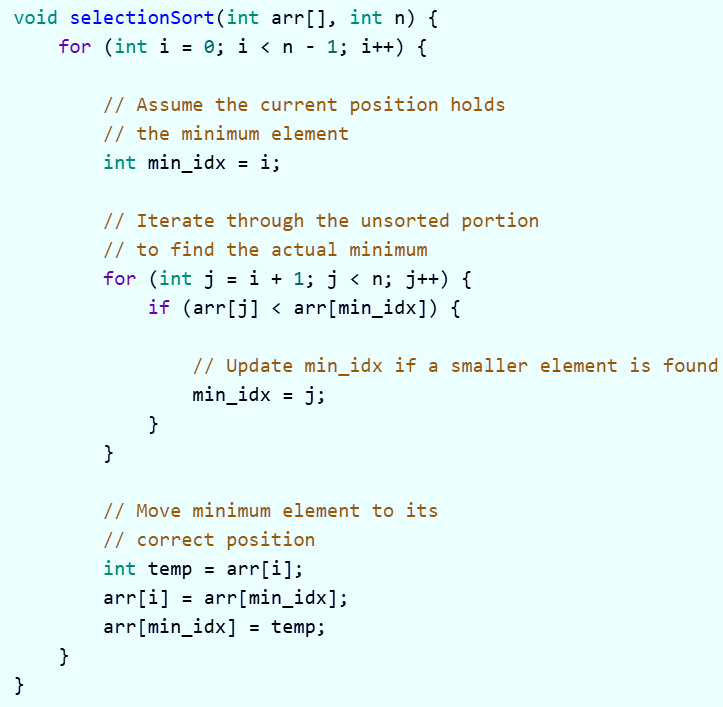 void selectionSort(int arr[], int n) {
    for (int i = 0; i < n - 1; i++) {

        // Assume the current position holds
        // the minimum element
        int min_idx = i;

        // Iterate through the unsorted portion
        // to find the actual minimum
        for (int j = i + 1; j < n; j++) {
            if (arr[j] < arr[min_idx]) {

                // Update min_idx if a smaller element is found
                min_idx = j;
            }
        }

        // Move minimum element to its
        // correct position
        int temp = arr[i];
        arr[i] = arr[min_idx];
        arr[min_idx] = temp;
    }
}